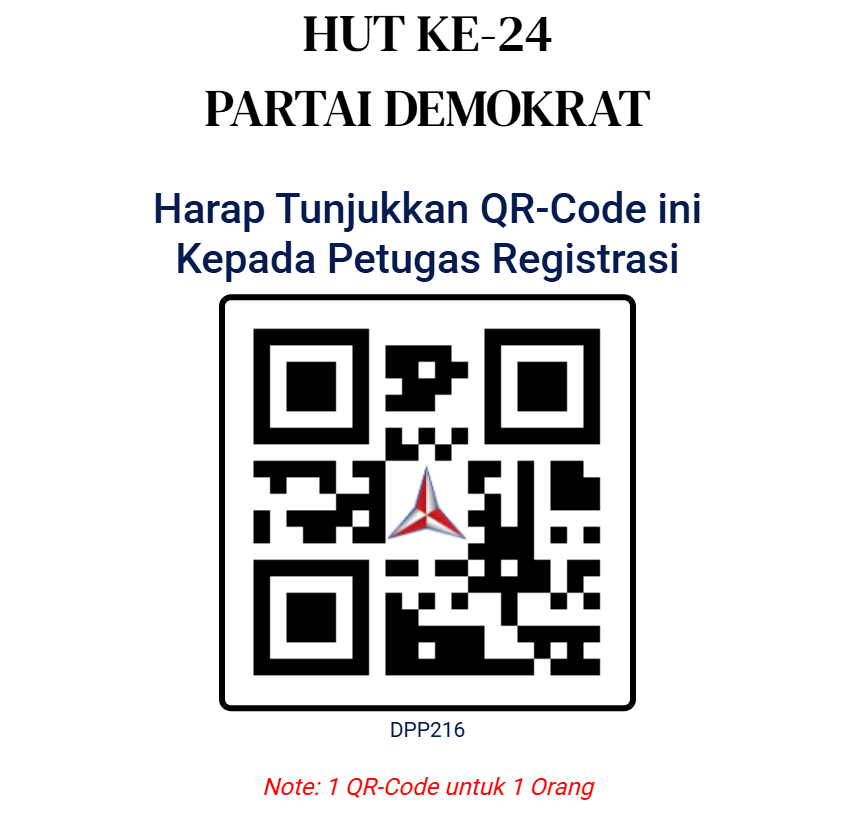 HUT KE-24
PARTAI DEMOKRAT
Harap Tunjukkan QR-Code ini
Kepada Petugas Registrasi
DPP216
Note: 1 QR-Code untuk 1 Orang